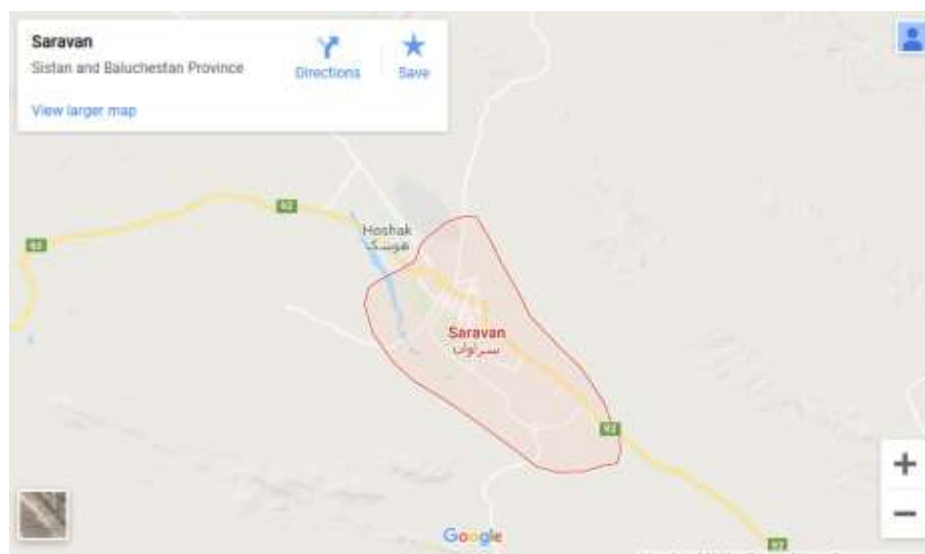 Saravan
Sistan and Baluchestan Province
Directions
Save
View larger map
92
92
Hoshak
هوشک
Saravan
سراوان
92
92
Google